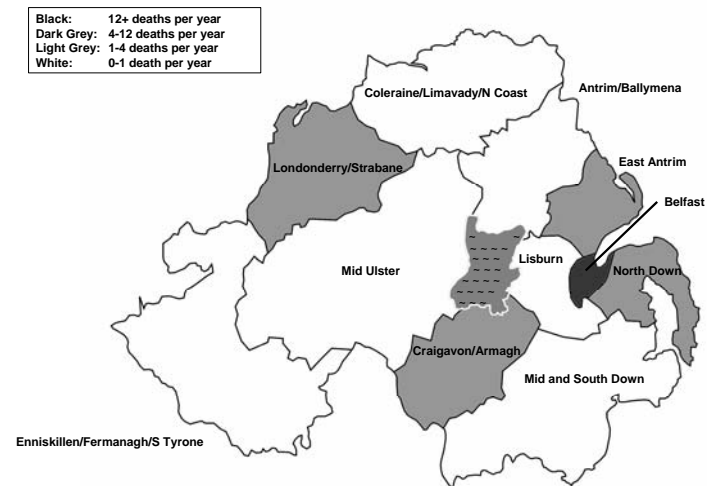 Black: 12+ deaths per year
Dark Grey: 4-12 deaths per year
Light Grey: 1-4 deaths per year
White: 0-1 death per year
Coleraine/Limavady/N Coast
Antrim/Ballymena
Londonderry/Strabane
East Antrim
Belfast
Lisburn
Mid Ulster
North Down
Craigavon/Armagh
Mid and South Down
Enniskillen/Fermanagh/S Tyrone